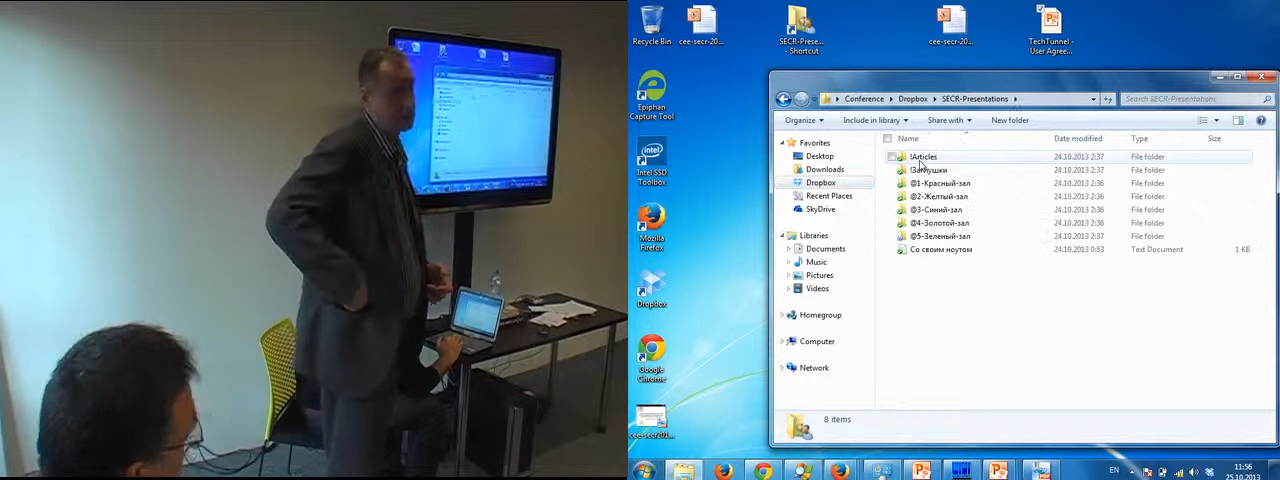 Recycle Bin
cee-secr-20...
SECR-Prese...
- Shortcut
cee-secr-20...
TechTunnel -
User Agree...
Epiphan
Capture Tool
Intel SSD
Toolbox
Mozilla
Firefox
Dropbox
Google
Chrome
cee-secr201...
Conference
Dropbox
SECR-Presentations
Search SECR-Presentations
Organize
Include in library
Share with
New folder
Name
Date modified
Type
Size
Favorites
Desktop
Downloads
Dropbox
Recent Places
SkyDrive
Libraries
Documents
Music
Pictures
Videos
Homegroup
Computer
Network
!Articles 24.10.2013 2:37 File folder
!Заглушки 24.10.2013 2:37 File folder
@1-Красный-зал 24.10.2013 2:36 File folder
@2-Желтый-зал 24.10.2013 2:36 File folder
@3-Синий-зал 24.10.2013 2:36 File folder
@4-Золотой-зал 24.10.2013 2:36 File folder
@5-Зеленый-зал 24.10.2013 2:37 File folder
Со своим ноутом 24.10.2013 0:53 Text Document 1 KB
8 items
EN
11:56
25.10.2013